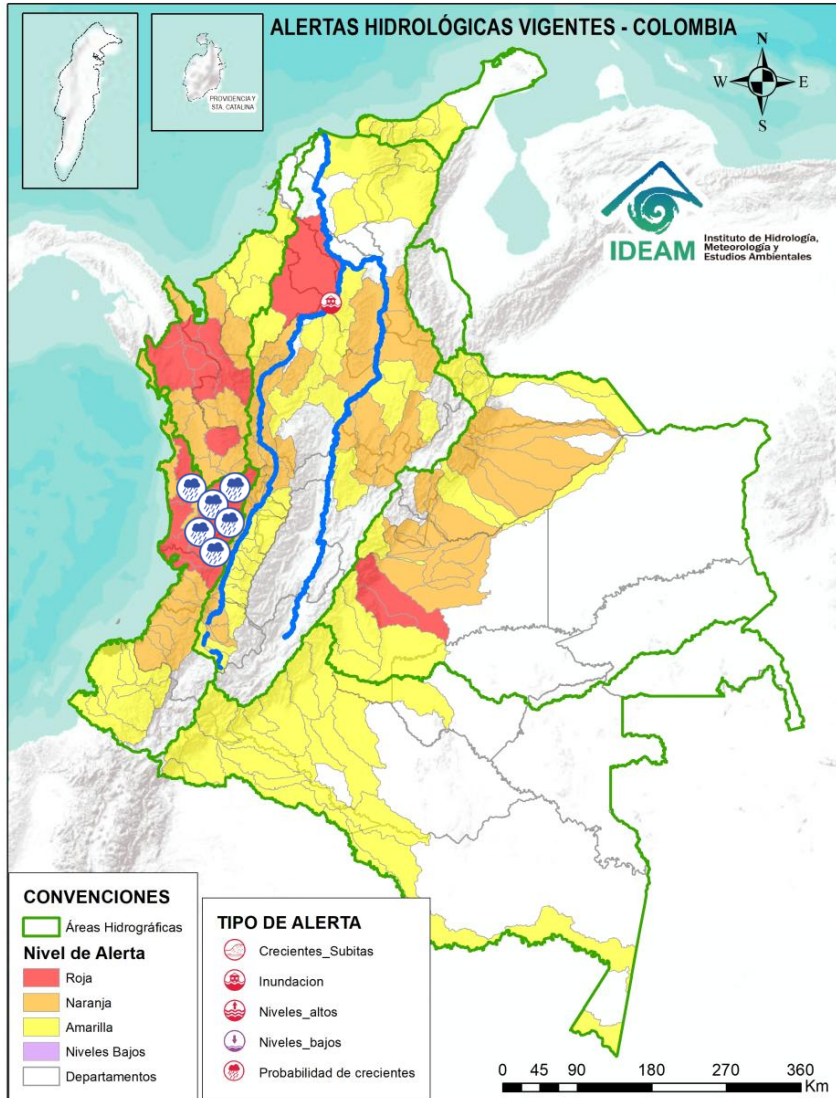 ALERTAS HIDROLÓGICAS VIGENTES - COLOMBIA
PROVIDENCIA Y
STA. CATALINA
N
W
E
S
IDEAM
Instituto de Hidrología,
Meteorología y
Estudios Ambientales
CONVENCIONES
Áreas Hidrográficas
Nivel de Alerta
Roja
Naranja
Amarilla
Niveles Bajos
Departamentos
TIPO DE ALERTA
Crecientes_Subitas
Inundacion
Niveles_altos
Niveles_bajos
Probabilidad de crecientes
0 45 90 180 270 360
Km